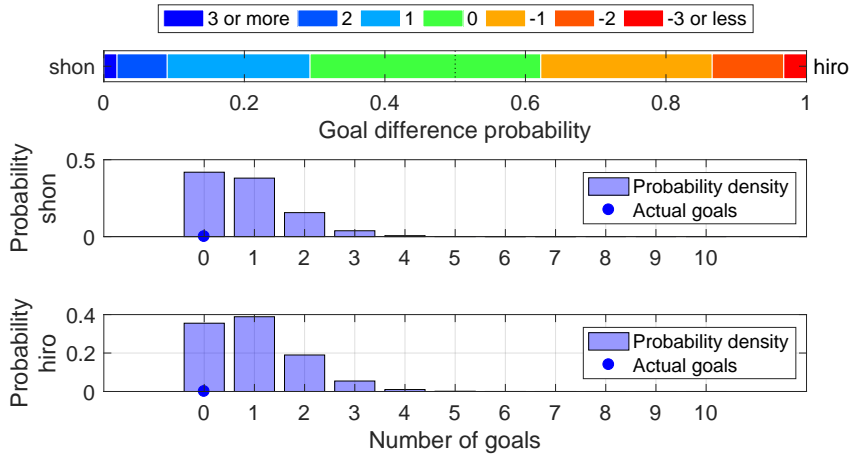 3 or more 2 1 0 -1 -2 -3 or less
shon hiro
0 0.2 0.4 0.6 0.8 1
Goal difference probability
Probability
shon
0.5
0
Probability density
Actual goals
0 1 2 3 4 5 6 7 8 9 10
Probability
hiro
0.4
0.2
0
Probability density
Actual goals
0 1 2 3 4 5 6 7 8 9 10
Number of goals